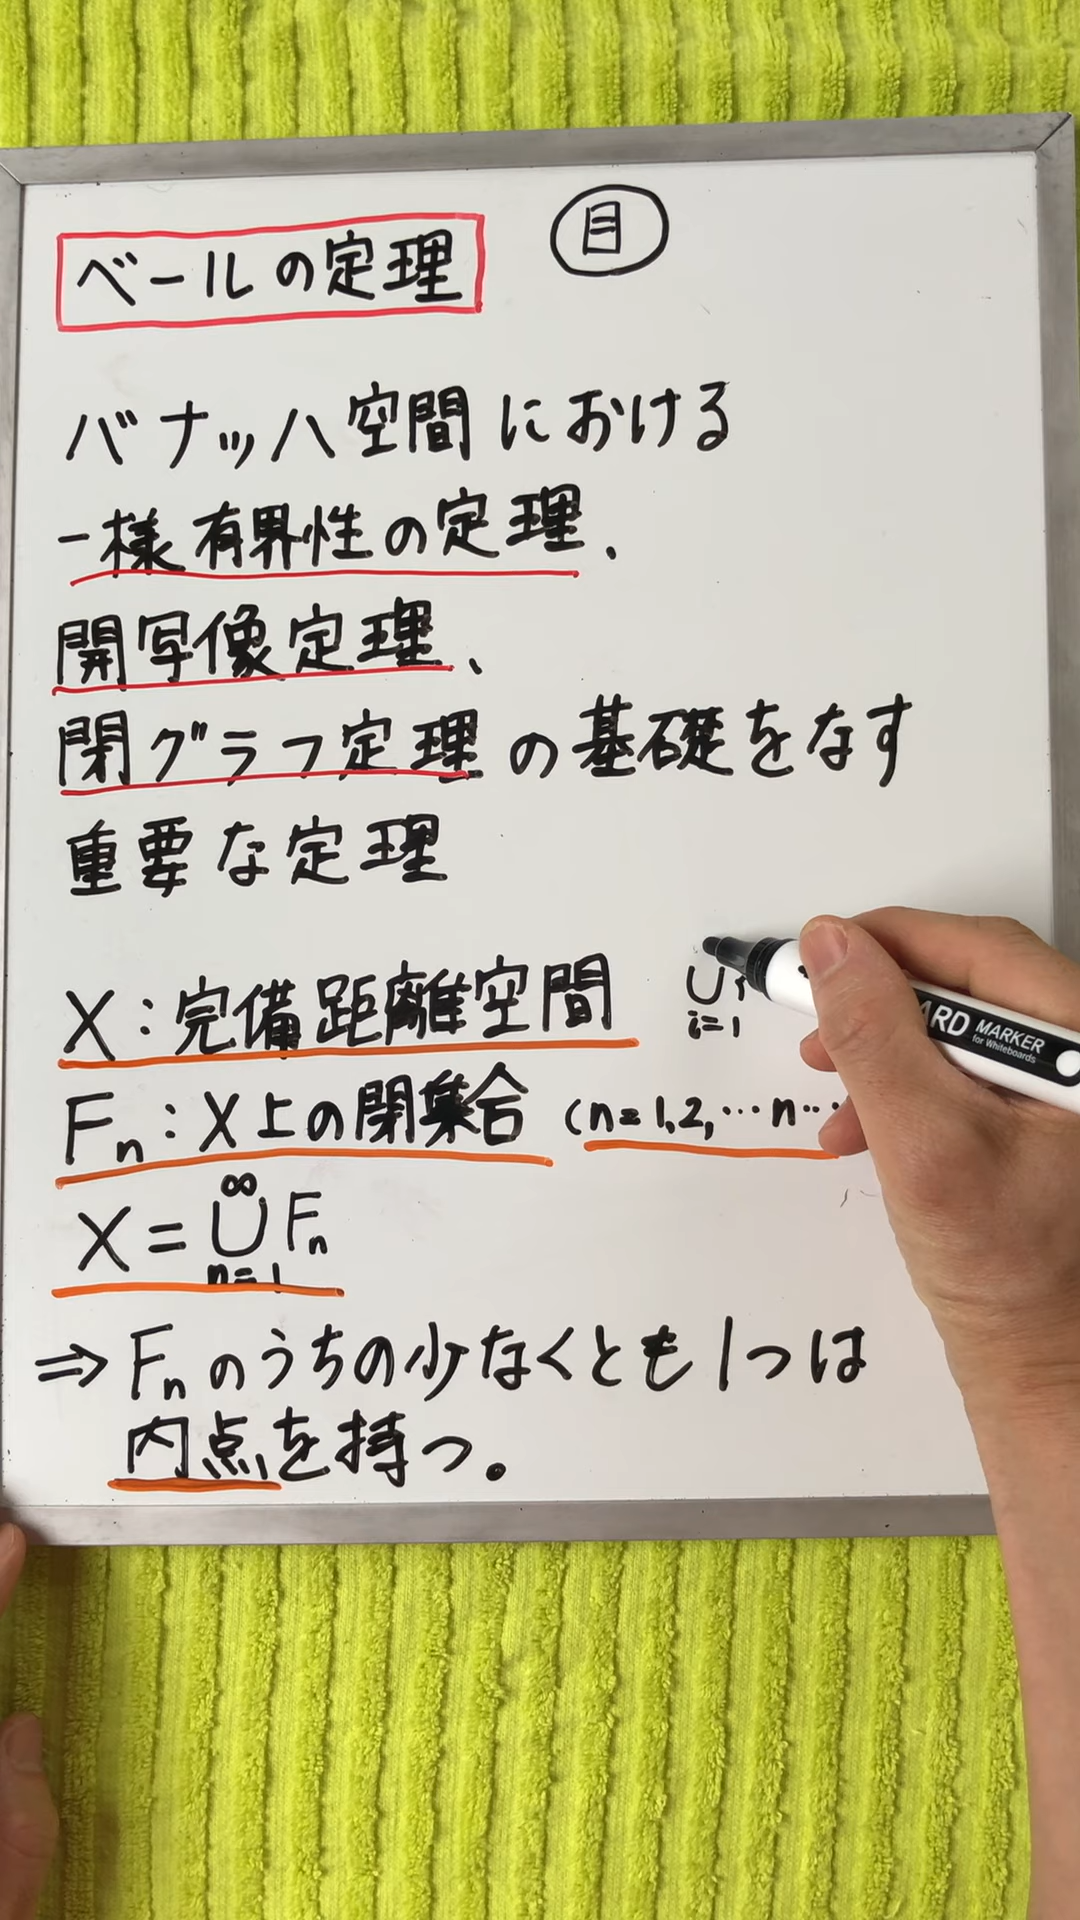 ベールの定理
目
バナッハ空間における
一様有界性の定理、
開写像定理、
閉グラフ定理の基礎をなす
重要な定理
X:完備距離空間
∪
i=1
Fn:X上の閉集合 (n=1,2,…n…
X=∞∪n=1 Fn
⇒Fnのうちの少なくとも1つは
内点を持つ。
ARD MARKER
for Whiteboards